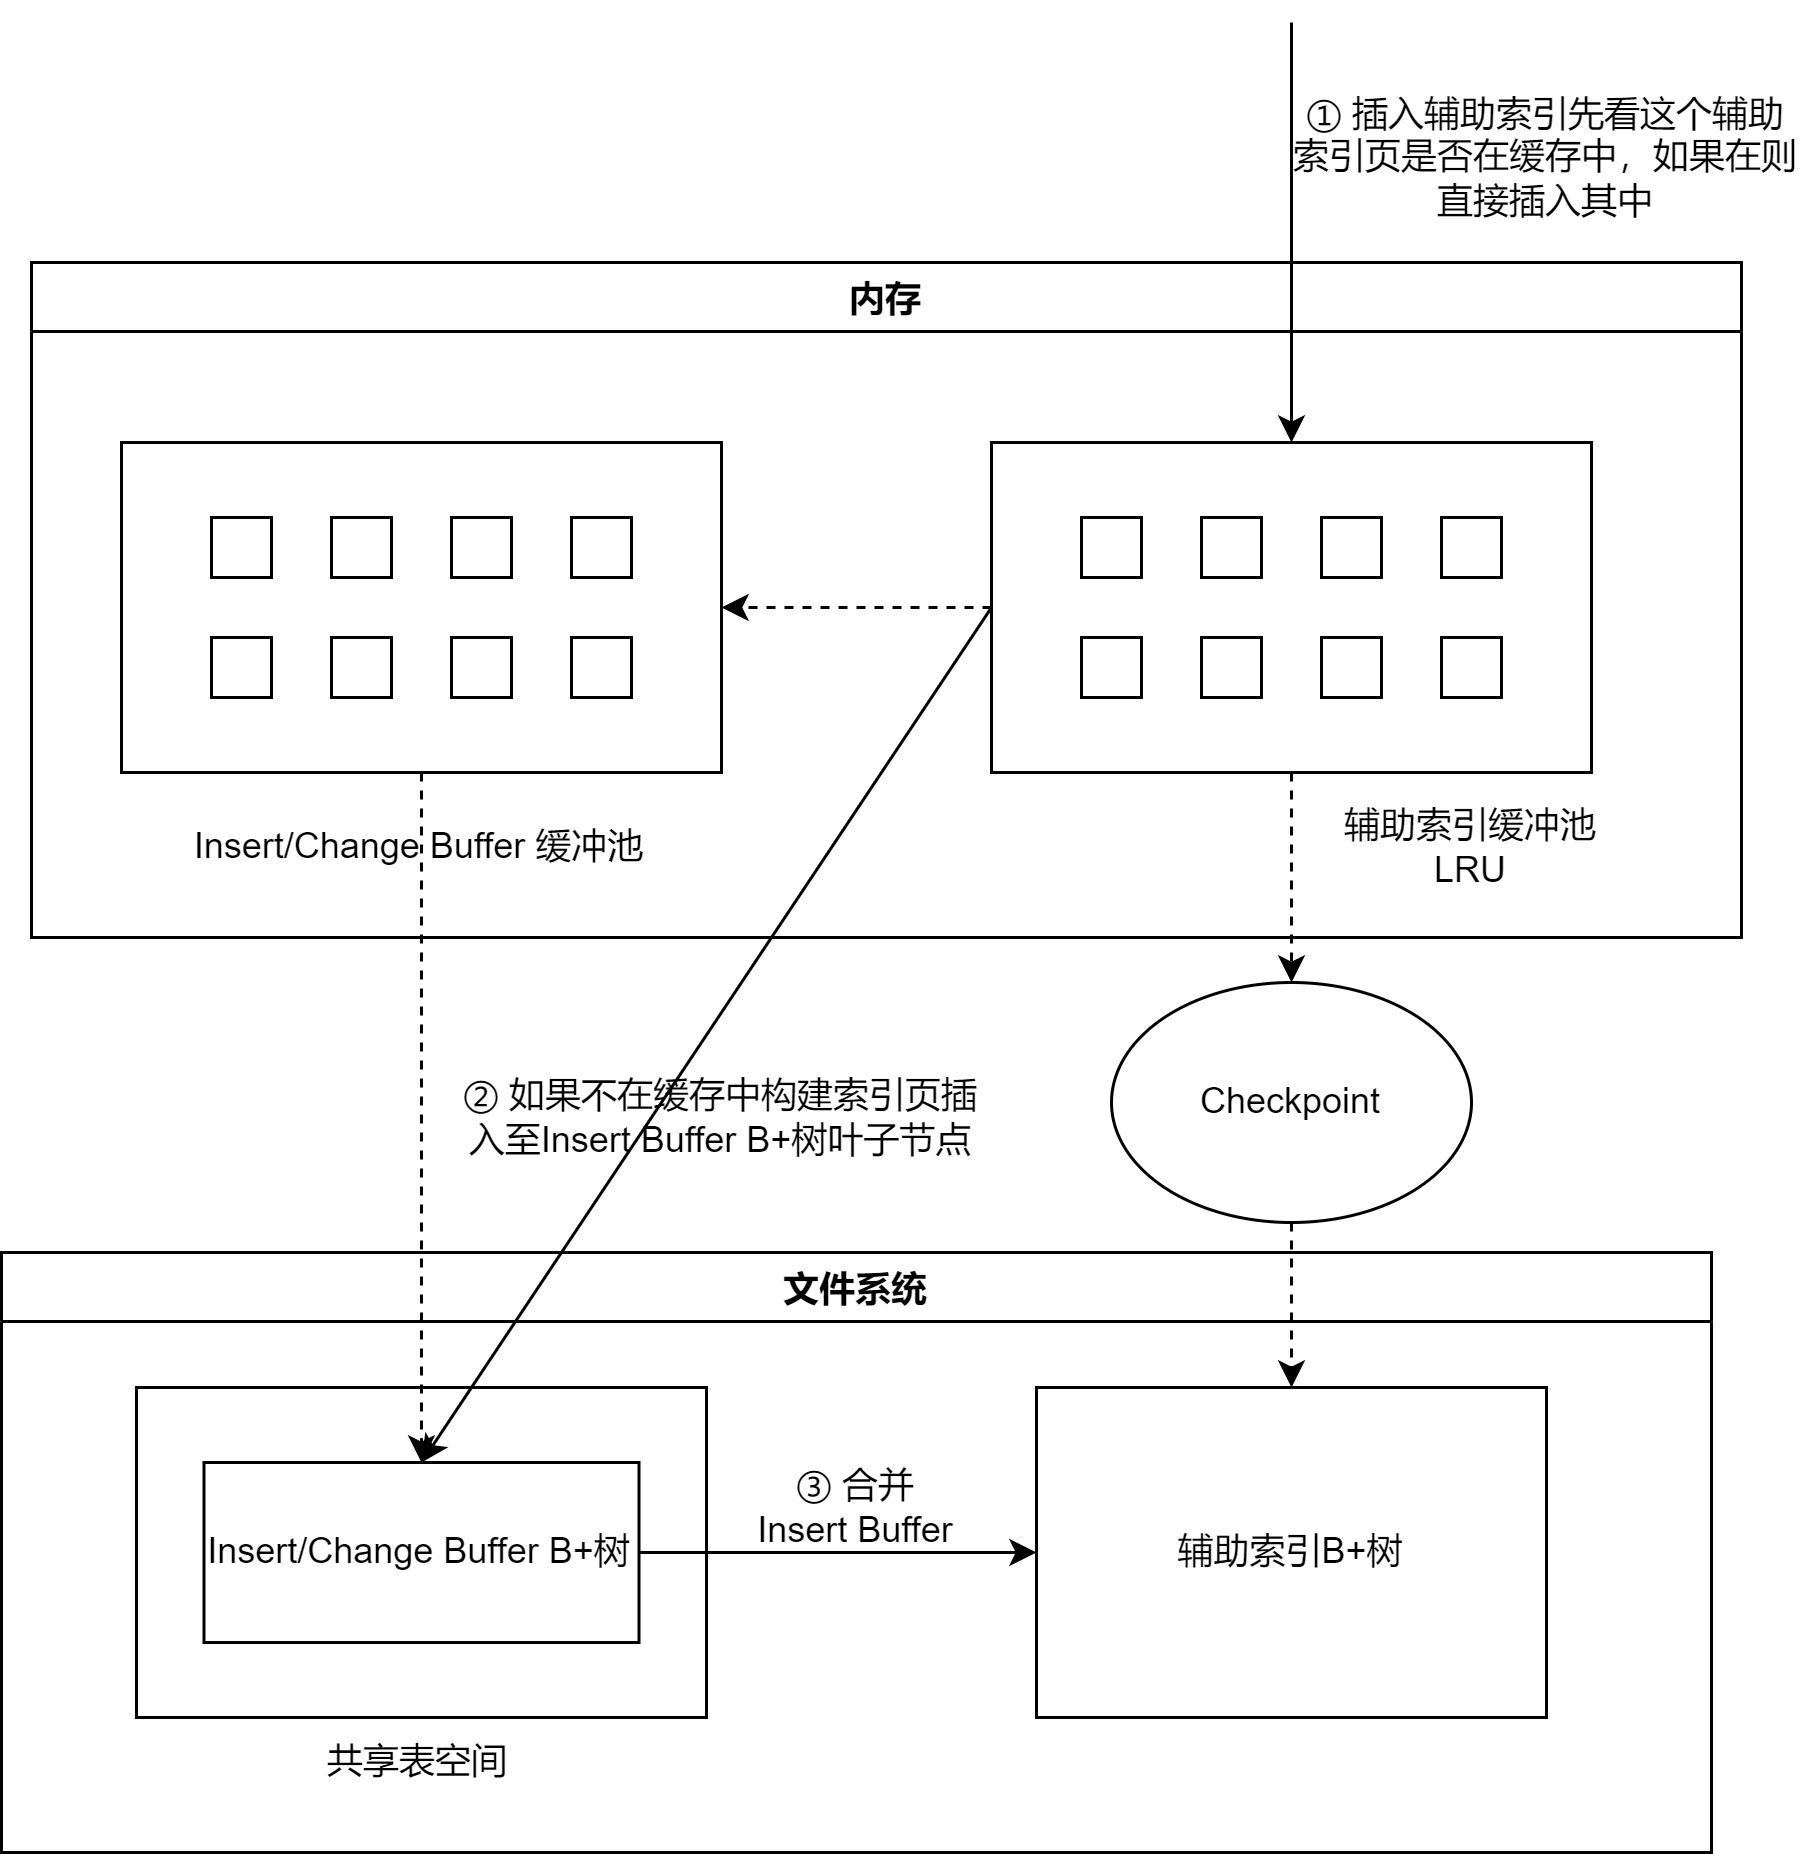 ① 插入辅助索引先看这个辅助
索引页是否在缓存中，如果在则
直接插入其中
内存
Insert/Change Buffer 缓冲池
辅助索引缓冲池
LRU
② 如果不在缓存中构建索引页插
入至Insert Buffer B+树叶子节点
Checkpoint
文件系统
③ 合并
Insert Buffer
Insert/Change Buffer B+树
辅助索引B+树
共享表空间